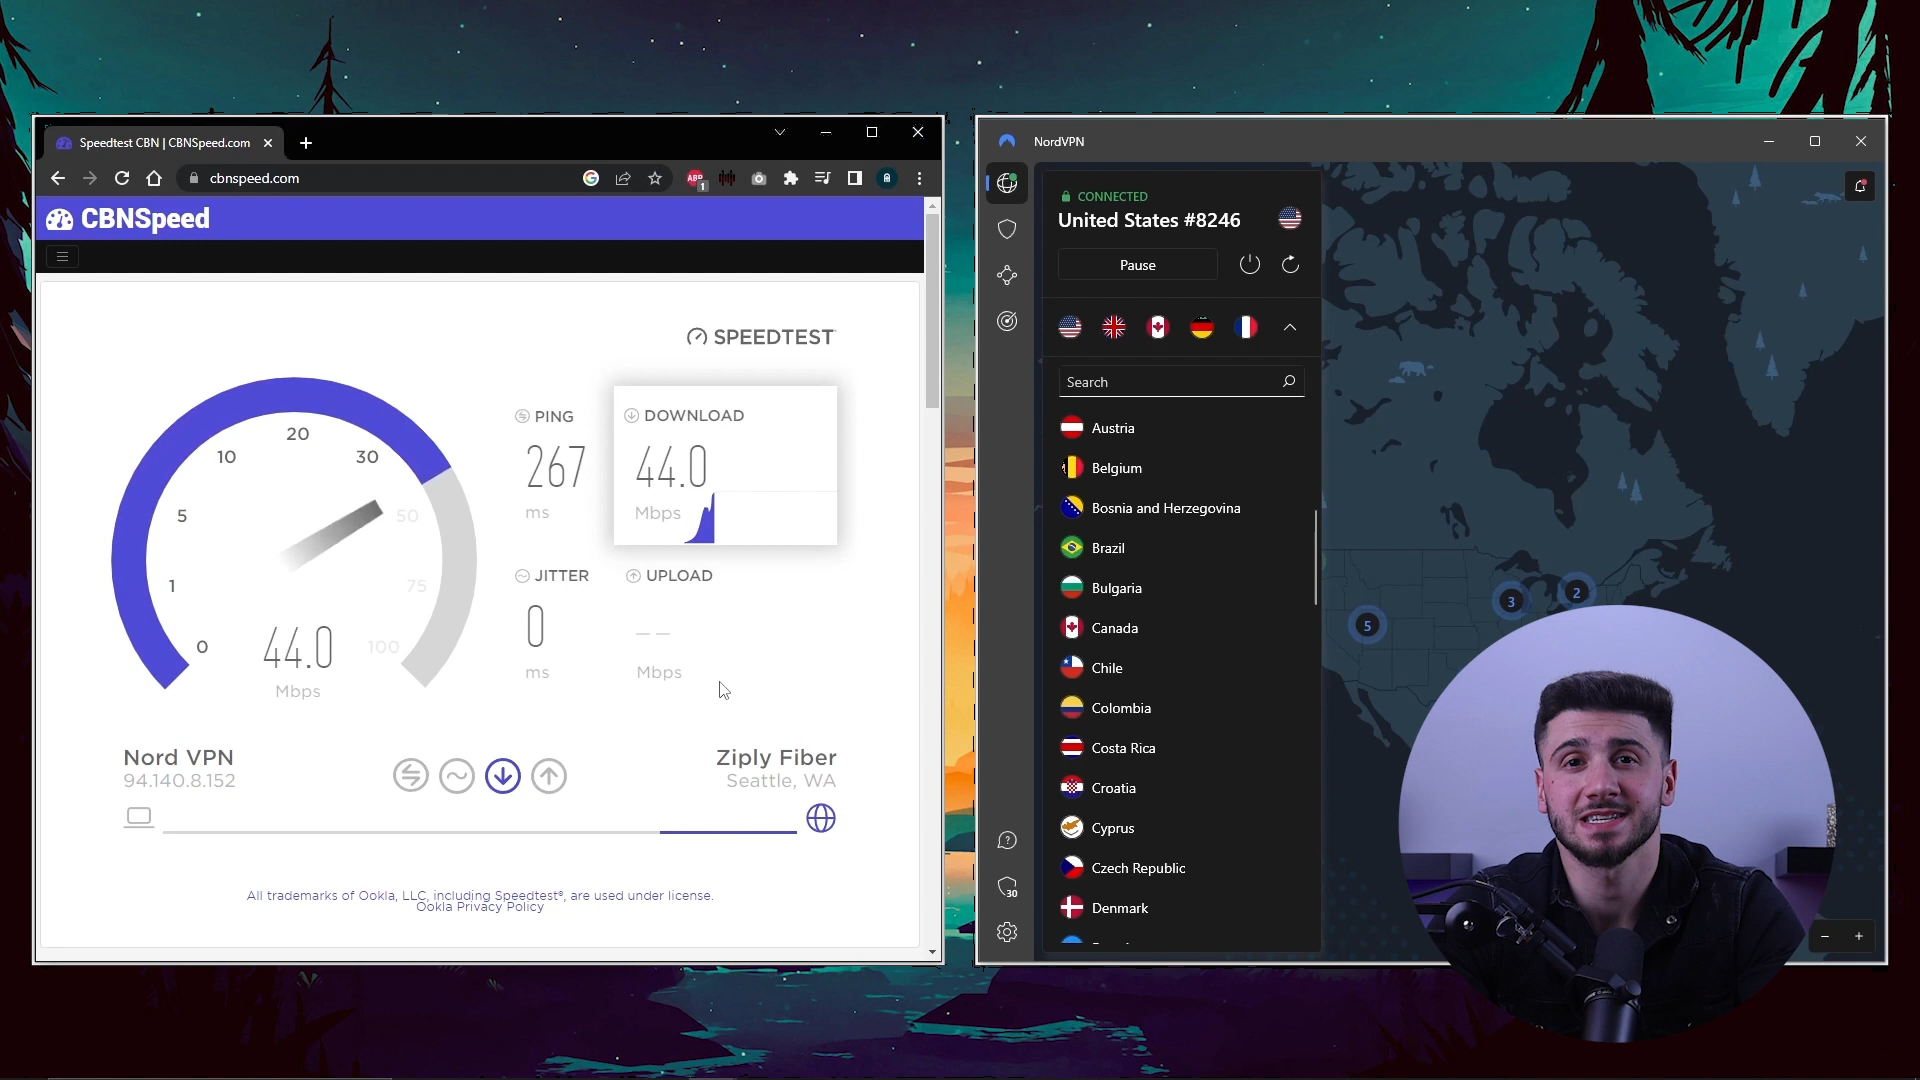 Speedtest CBN | CBNSpeed.com
cbnspeed.com
ABP
1
CBNSpeed
SPEEDTEST
0
1
5
10
20
30
50
75
100
44.0
Mbps
PING
267
ms
DOWNLOAD
44.0
Mbps
JITTER
0
ms
UPLOAD
Mbps
Nord VPN
94.140.8.152
Ziply Fiber
Seattle, WA
All trademarks of Ookla, LLC, including Speedtest®, are used under license.
Ookla Privacy Policy
NordVPN
CONNECTED
United States #8246
Pause
Search
Austria
Belgium
Bosnia and Herzegovina
Brazil
Bulgaria
Canada
Chile
Colombia
Costa Rica
Croatia
Cyprus
Czech Republic
Denmark
30
5
3
2